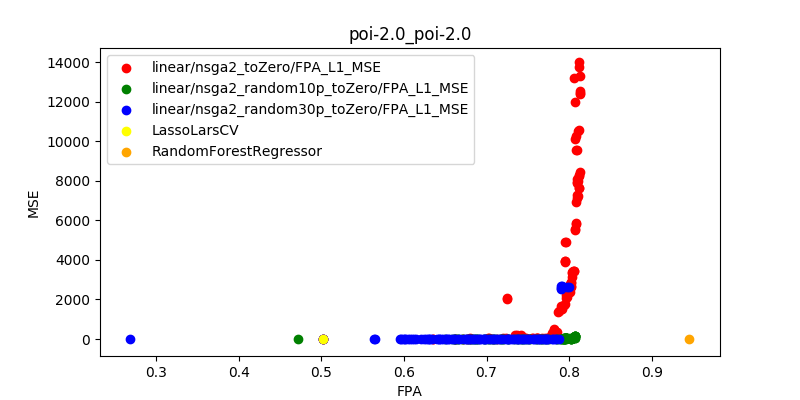 poi-2.0_poi-2.0
linear/nsga2_toZero/FPA_L1_MSE
linear/nsga2_random10p_toZero/FPA_L1_MSE
linear/nsga2_random30p_toZero/FPA_L1_MSE
LassoLarsCV
RandomForestRegressor
MSE
14000
12000
10000
8000
6000
4000
2000
0
0.3 0.4 0.5 0.6 0.7 0.8 0.9
FPA